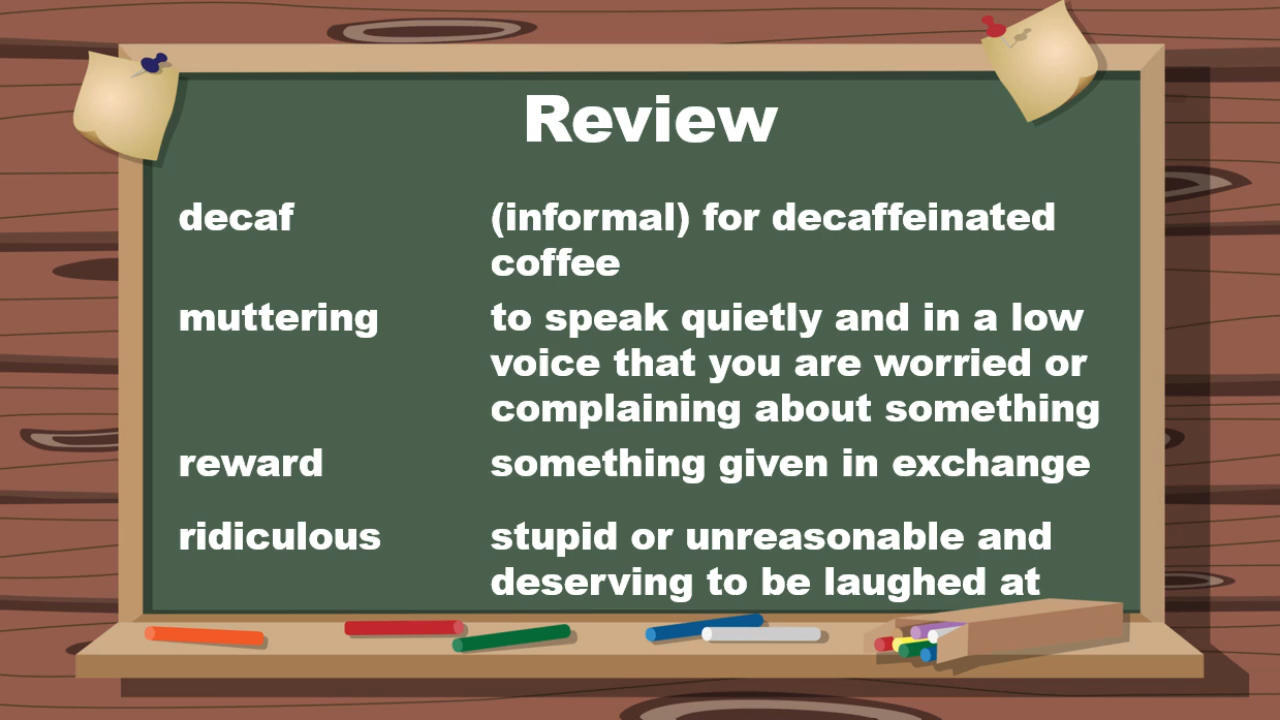 Review
decaf (informal) for decaffeinated
coffee
muttering to speak quietly and in a low
voice that you are worried or
complaining about something
reward something given in exchange
ridiculous stupid or unreasonable and
deserving to be laughed at